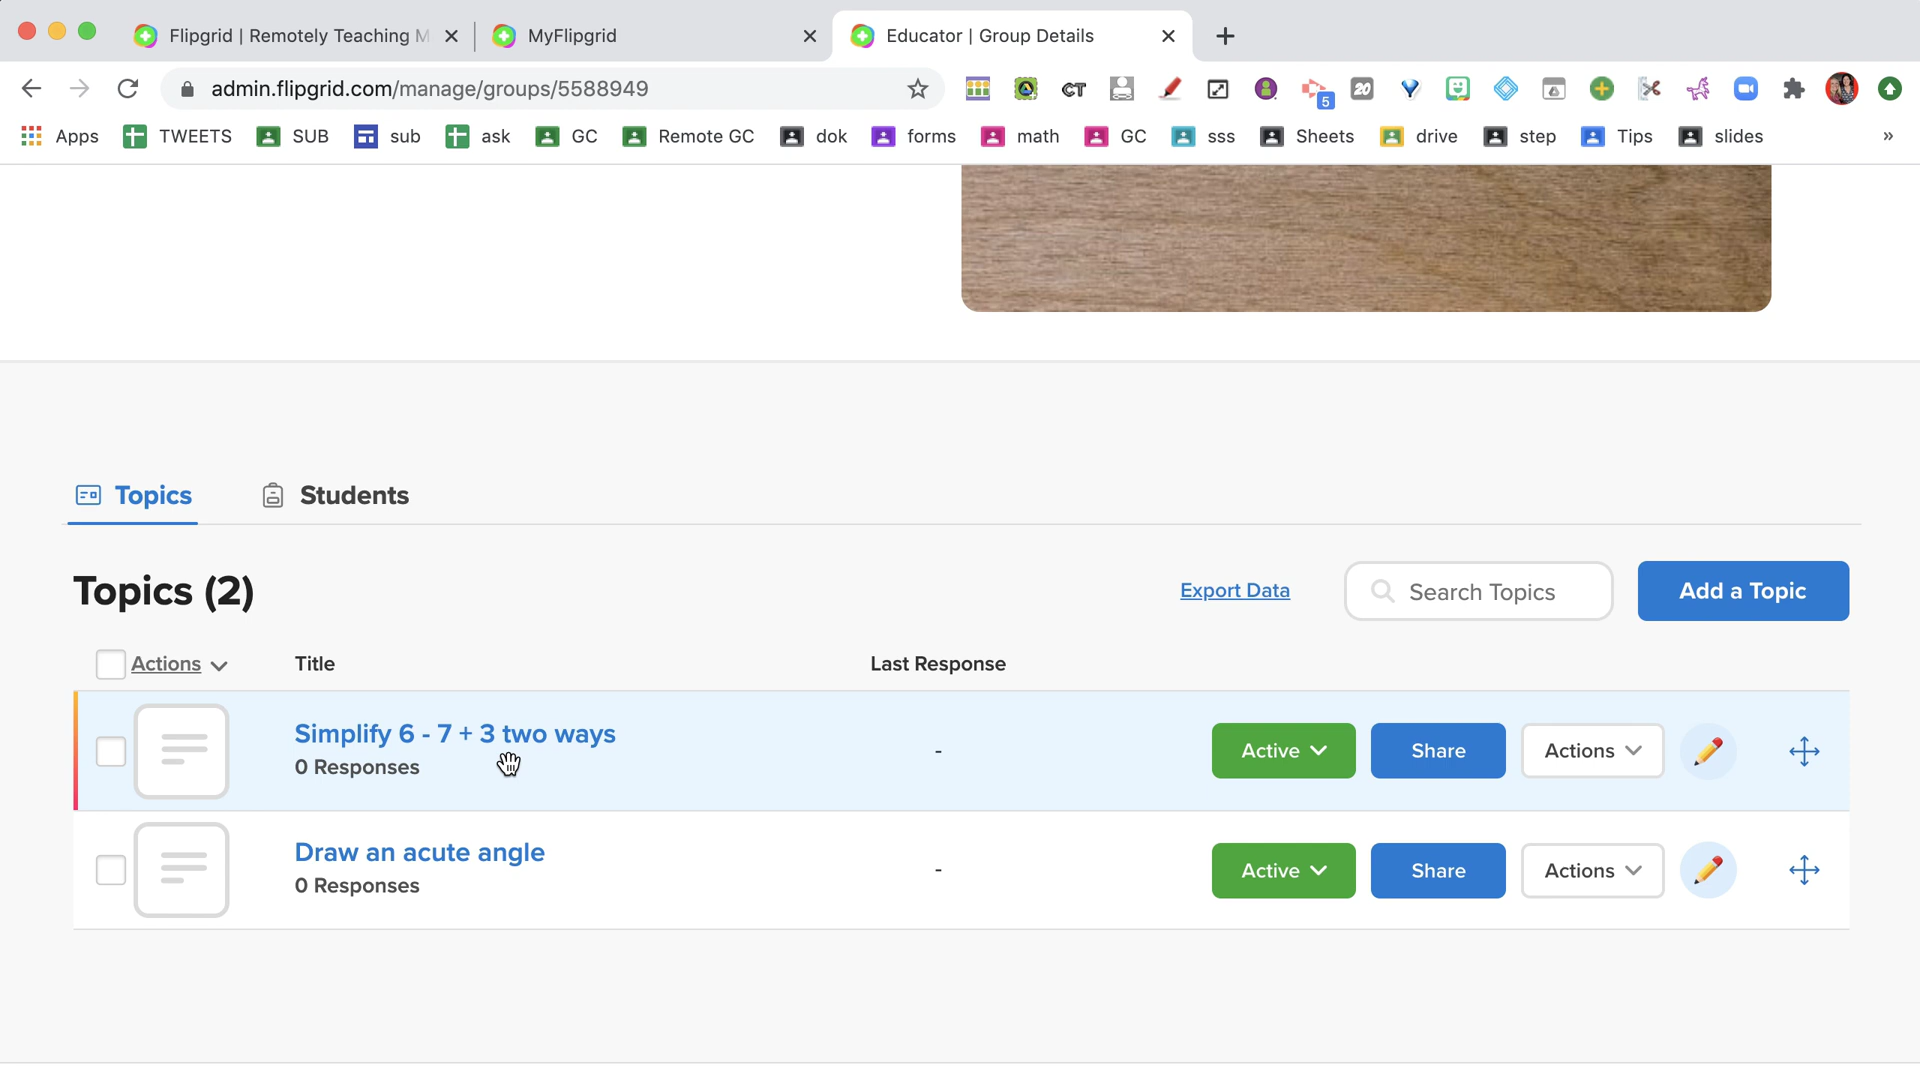 Flipgrid | Remotely Teaching M
MyFlipgrid
Educator | Group Details
admin.flipgrid.com/manage/groups/5588949
CT
5
20
Apps
TWEETS
SUB
sub
ask
GC
Remote GC
dok
forms
math
GC
sss
Sheets
drive
step
Tips
slides
»
Topics
Students
Topics (2)
Export Data
Search Topics
Add a Topic
Actions
Title
Last Response
Simplify 6 - 7 + 3 two ways
0 Responses
-
Active
Share
Actions
Draw an acute angle
0 Responses
-
Active
Share
Actions